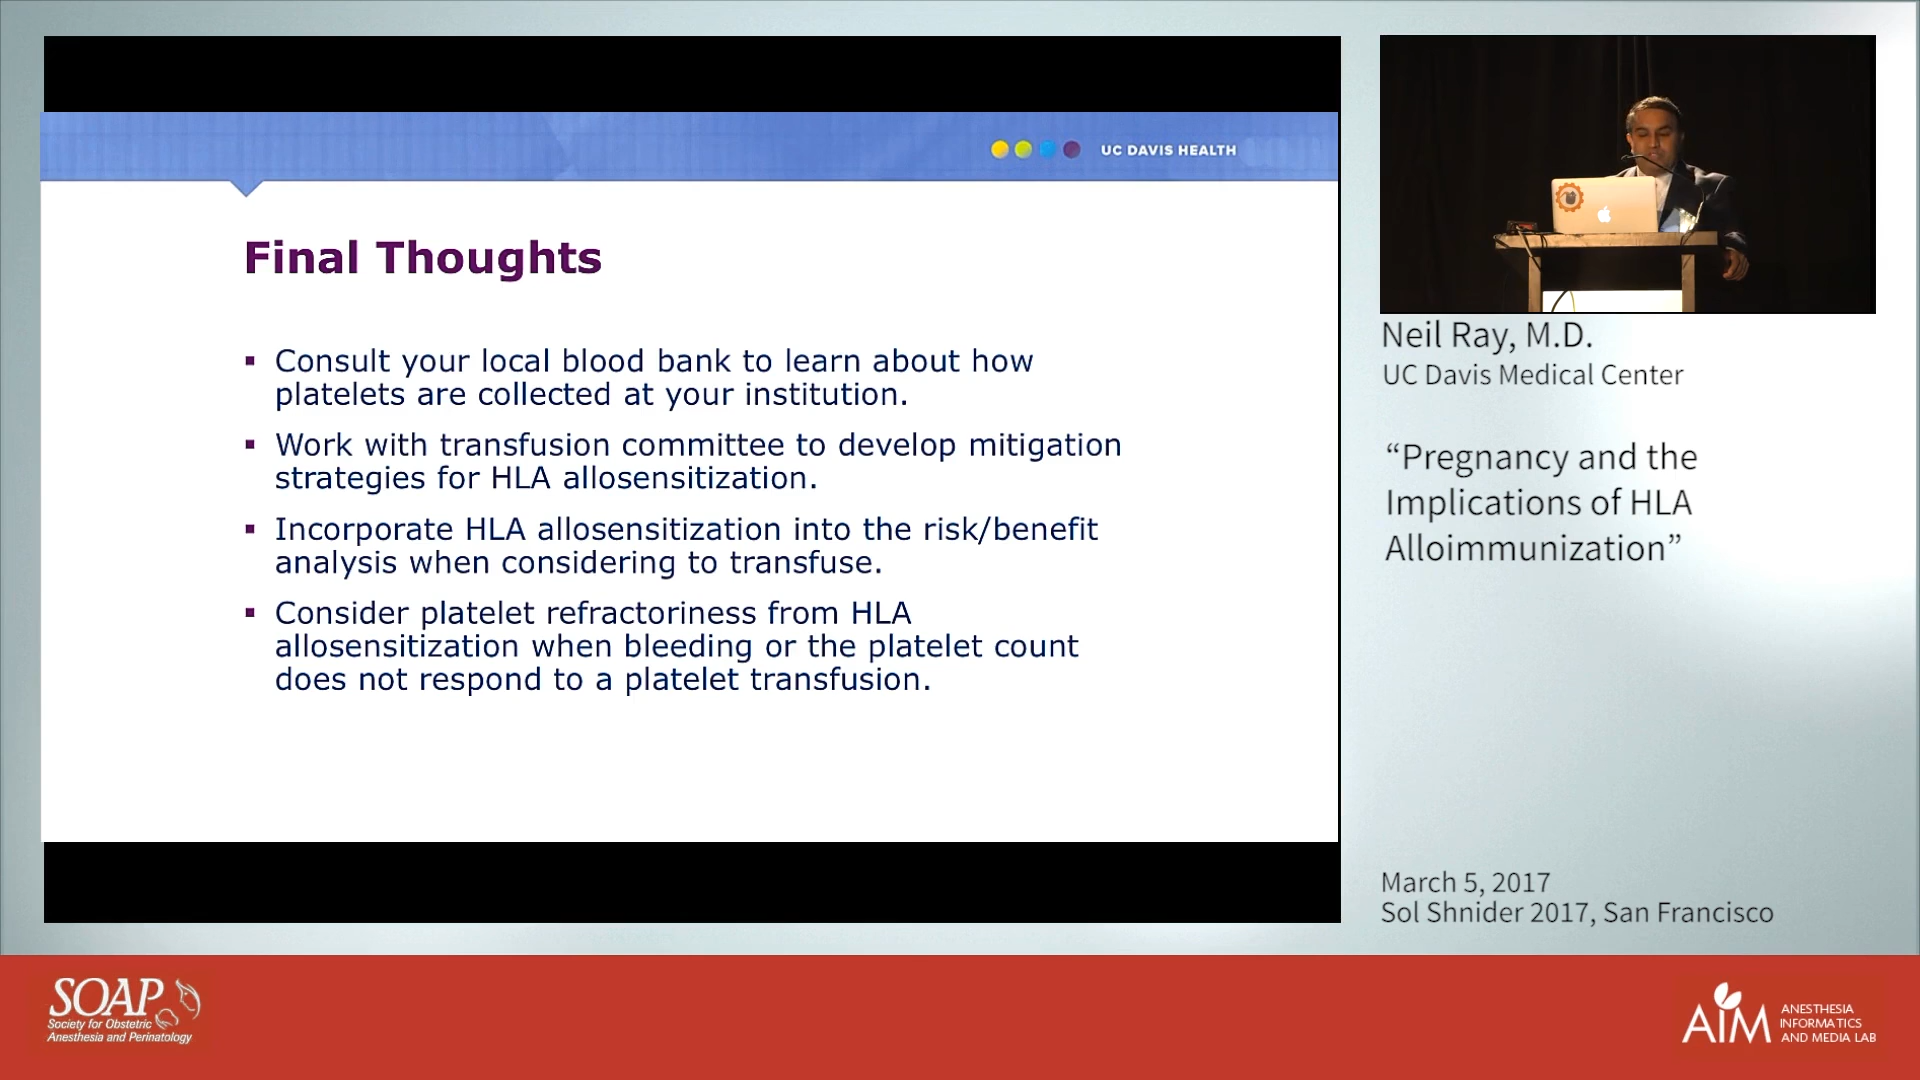 UC DAVIS HEALTH
Final Thoughts
▪ Consult your local blood bank to learn about how
platelets are collected at your institution.
▪ Work with transfusion committee to develop mitigation
strategies for HLA allosensitization.
▪ Incorporate HLA allosensitization into the risk/benefit
analysis when considering to transfuse.
▪ Consider platelet refractoriness from HLA
allosensitization when bleeding or the platelet count
does not respond to a platelet transfusion.
Neil Ray, M.D.
UC Davis Medical Center
“Pregnancy and the
Implications of HLA
Alloimmunization”
March 5, 2017
Sol Shnider 2017, San Francisco
SOAP
Society for Obstetric
Anesthesia and Perinatology
AIM
ANESTHESIA
INFORMATICS
AND MEDIA LAB